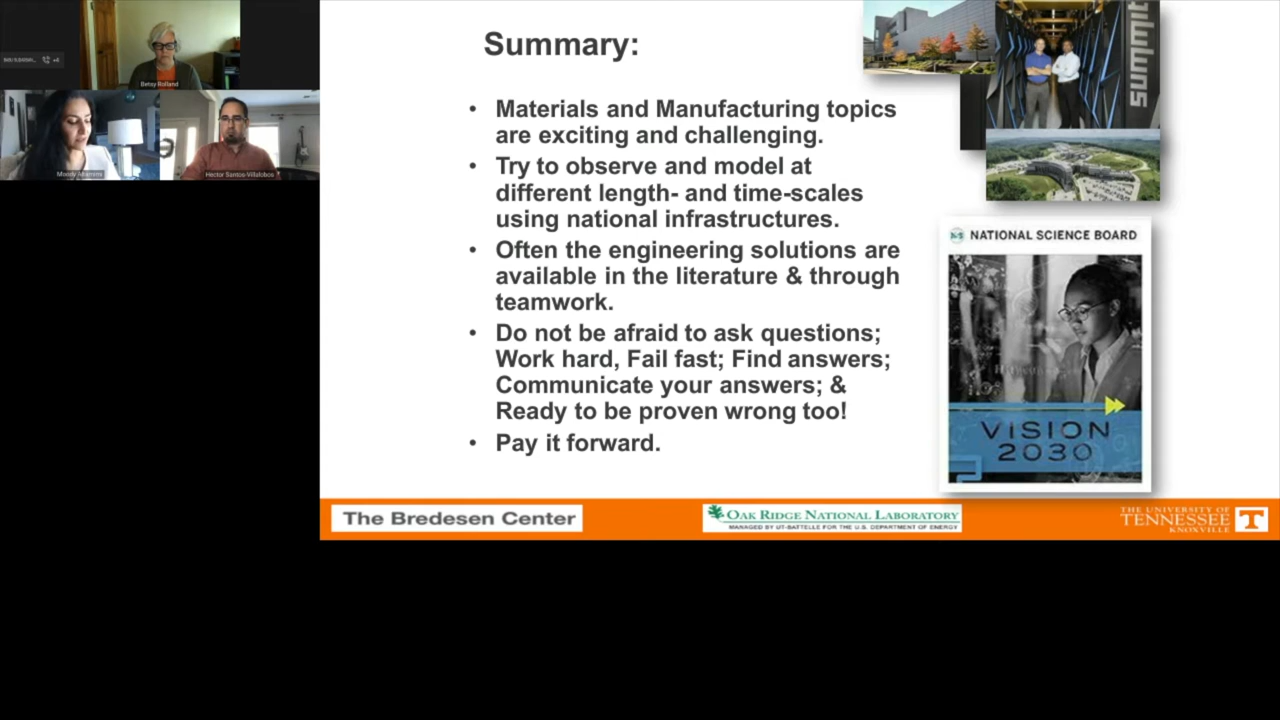 Betsy Rolland
Hector Santos-Villalobos
Summary:
• Materials and Manufacturing topics
are exciting and challenging.
• Try to observe and model at
different length- and time-scales
using national infrastructures.
• Often the engineering solutions are
available in the literature & through
teamwork.
• Do not be afraid to ask questions;
Work hard, Fail fast; Find answers;
Communicate your answers; &
Ready to be proven wrong too!
• Pay it forward.
summit
NATIONAL SCIENCE BOARD
VISION
2030
The Bredesen Center
OAK RIDGE NATIONAL LABORATORY
MANAGED BY UT-BATTELLE FOR THE U.S. DEPARTMENT OF ENERGY
THE UNIVERSITY OF
TENNESSEE
KNOXVILLE
T